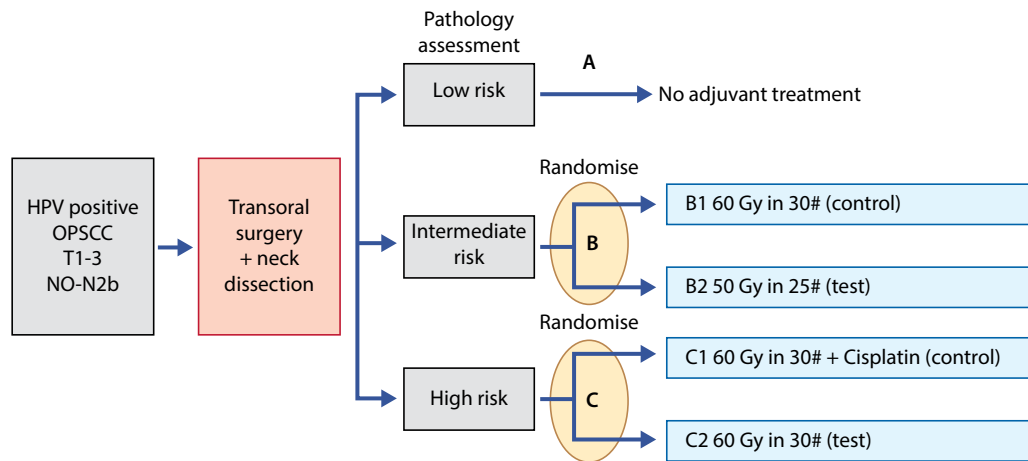 Pathology
assessment
Low risk
A
No adjuvant treatment
HPV positive
OPSCC
T1-3
NO-N2b
Transoral
surgery
+ neck
dissection
Intermediate
risk
Randomise
B
B1 60 Gy in 30# (control)
B2 50 Gy in 25# (test)
High risk
Randomise
C
C1 60 Gy in 30# + Cisplatin (control)
C2 60 Gy in 30# (test)